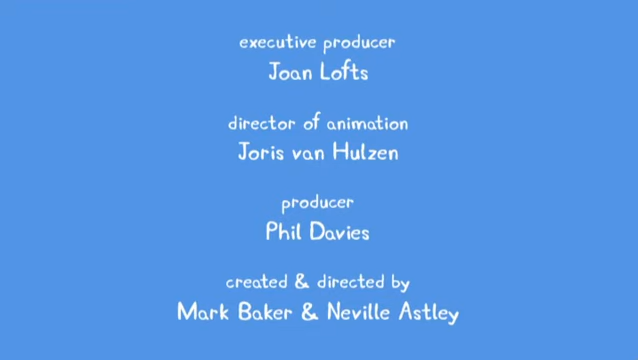 executive producer
Joan Lofts
director of animation
Joris van Hulzen
producer
Phil Davies
created & directed by
Mark Baker & Neville Astley